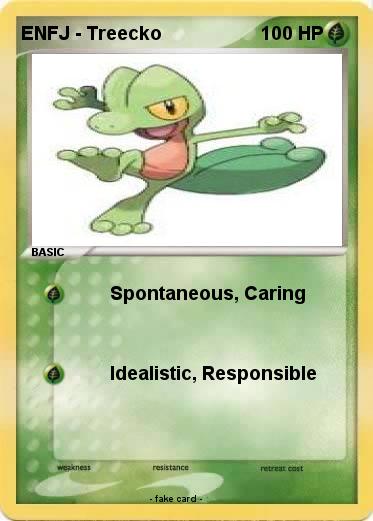 ENFJ - Treecko 100 HP
BASIC
Spontaneous, Caring
Idealistic, Responsible
weakness resistance retreat cost
- fake card -